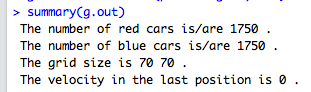 > summary(g.out)
The number of red cars is/are 1750 .
The number of blue cars is/are 1750 .
The grid size is 70 70 .
The velocity in the last position is 0 .